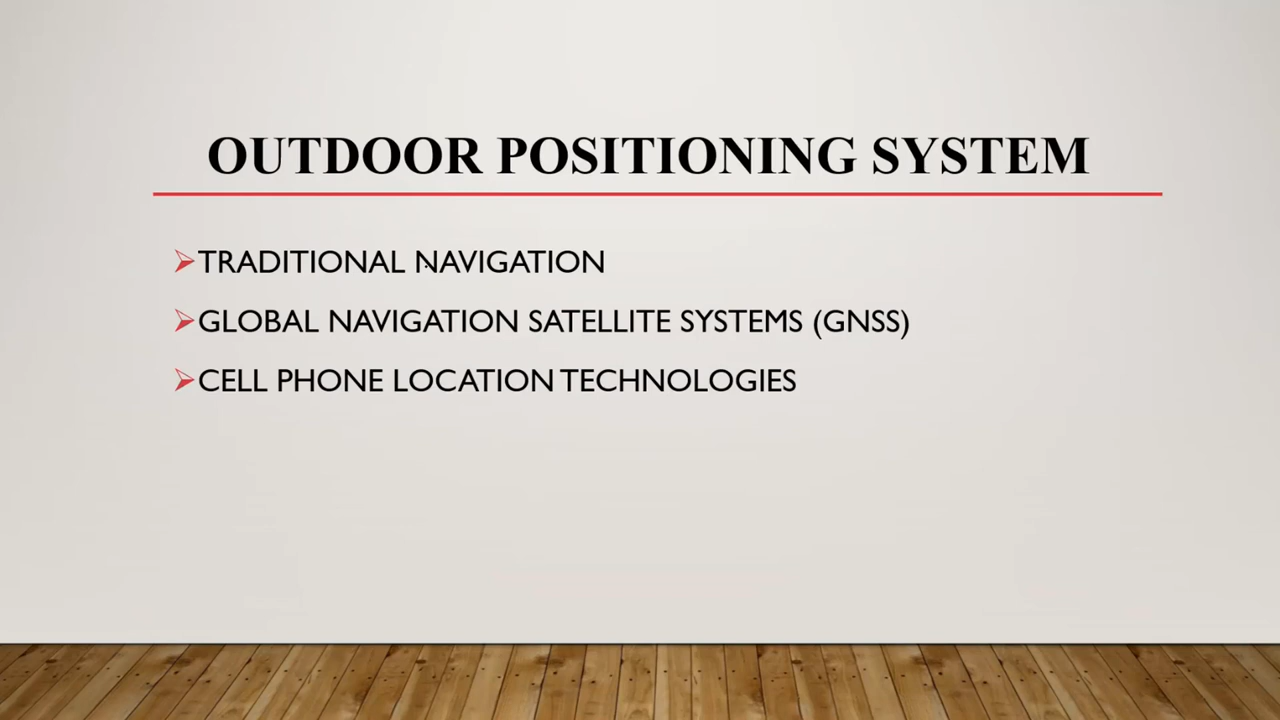 OUTDOOR POSITIONING SYSTEM
TRADITIONAL NAVIGATION
GLOBAL NAVIGATION SATELLITE SYSTEMS (GNSS)
CELL PHONE LOCATION TECHNOLOGIES